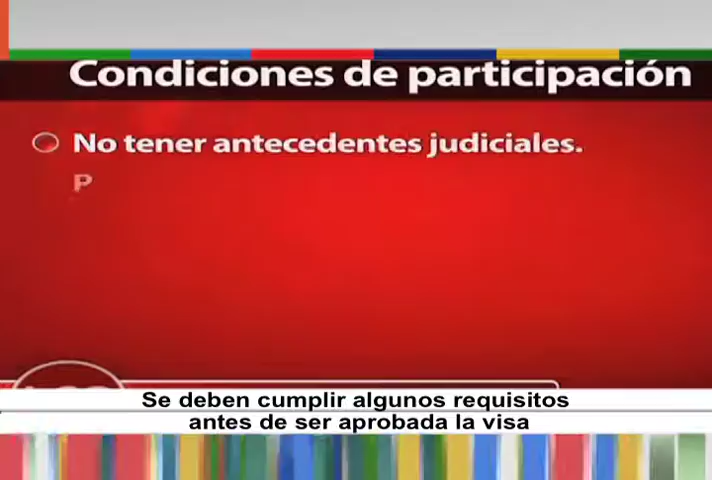 Condiciones de participación
No tener antecedentes judiciales.
P
Se deben cumplir algunos requisitos
antes de ser aprobada la visa